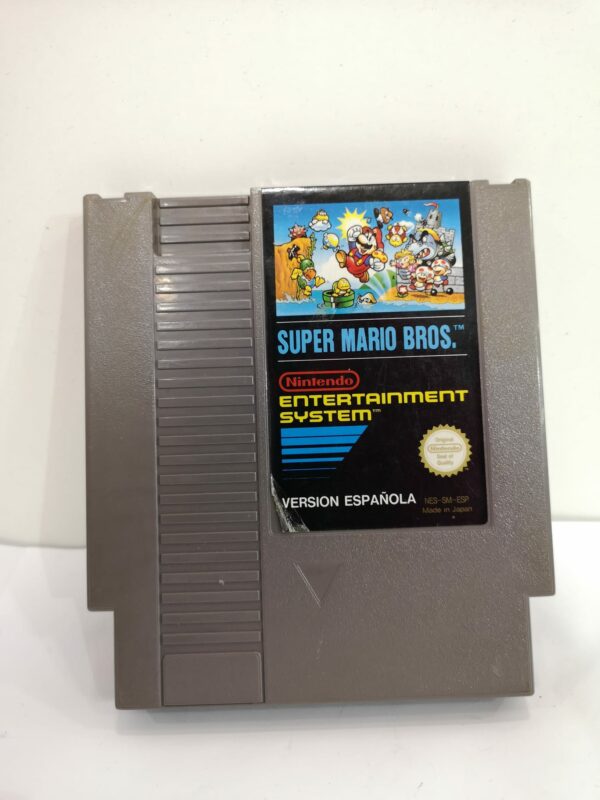 SUPER MARIO BROS.™
Nintendo
ENTERTAINMENT
SYSTEM™
Original
Nintendo
Seal of
Quality
VERSION ESPAÑOLA
NES-SM-ESP
Made in Japan